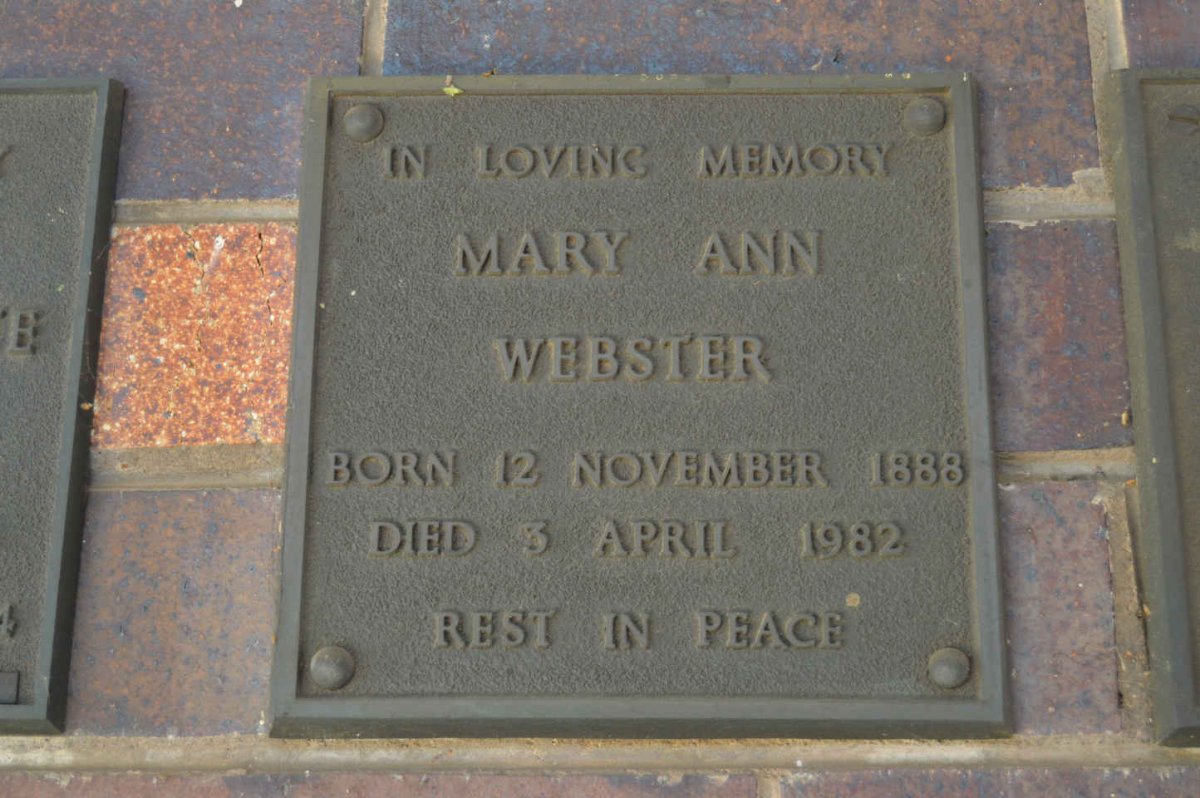 IN LOVING MEMORY
MARY ANN
WEBSTER
BORN 12 NOVEMBER 1888
DIED 3 APRIL 1982
REST IN PEACE